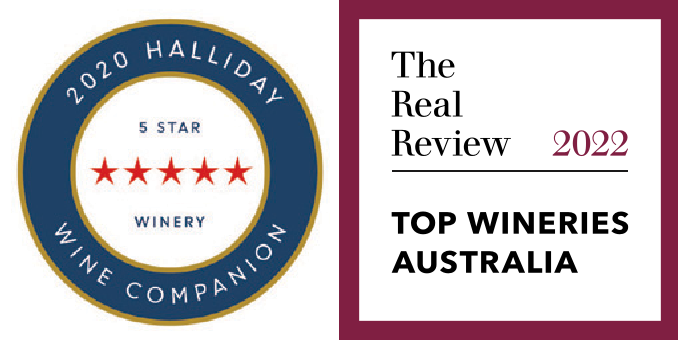 2020 HALLIDAY
5 STAR
WINERY
WINE COMPANION
The
Real
Review 2022
TOP WINERIES
AUSTRALIA